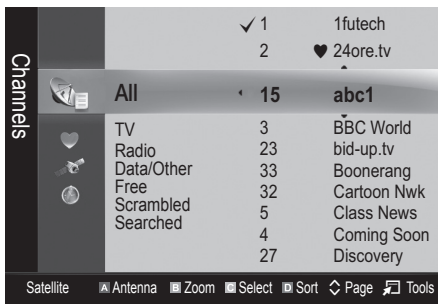 Channels
1 1futech
2 24ore.tv
All 15 abc1
TV 3 BBC World
Radio 23 bid-up.tv
Data/Other 33 Boonerang
Free 32 Cartoon Nwk
Scrambled 5 Class News
Searched 4 Coming Soon
27 Discovery
Satellite A Antenna B Zoom C Select D Sort Page Tools